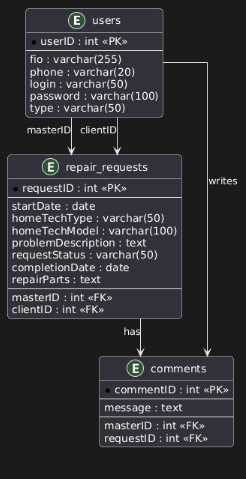 E users
userID : int «PK»
fio : varchar(255)
phone : varchar(20)
login : varchar(50)
password : varchar(100)
type : varchar(50)
masterID clientID
writes
E repair_requests
requestID : int «PK»
startDate : date
homeTechType : varchar(50)
homeTechModel : varchar(100)
problemDescription : text
requestStatus : varchar(50)
completionDate : date
repairParts : text
masterID : int «FK»
clientID : int «FK»
has
E comments
commentID : int «PK»
message : text
masterID : int «FK»
requestID : int «FK»